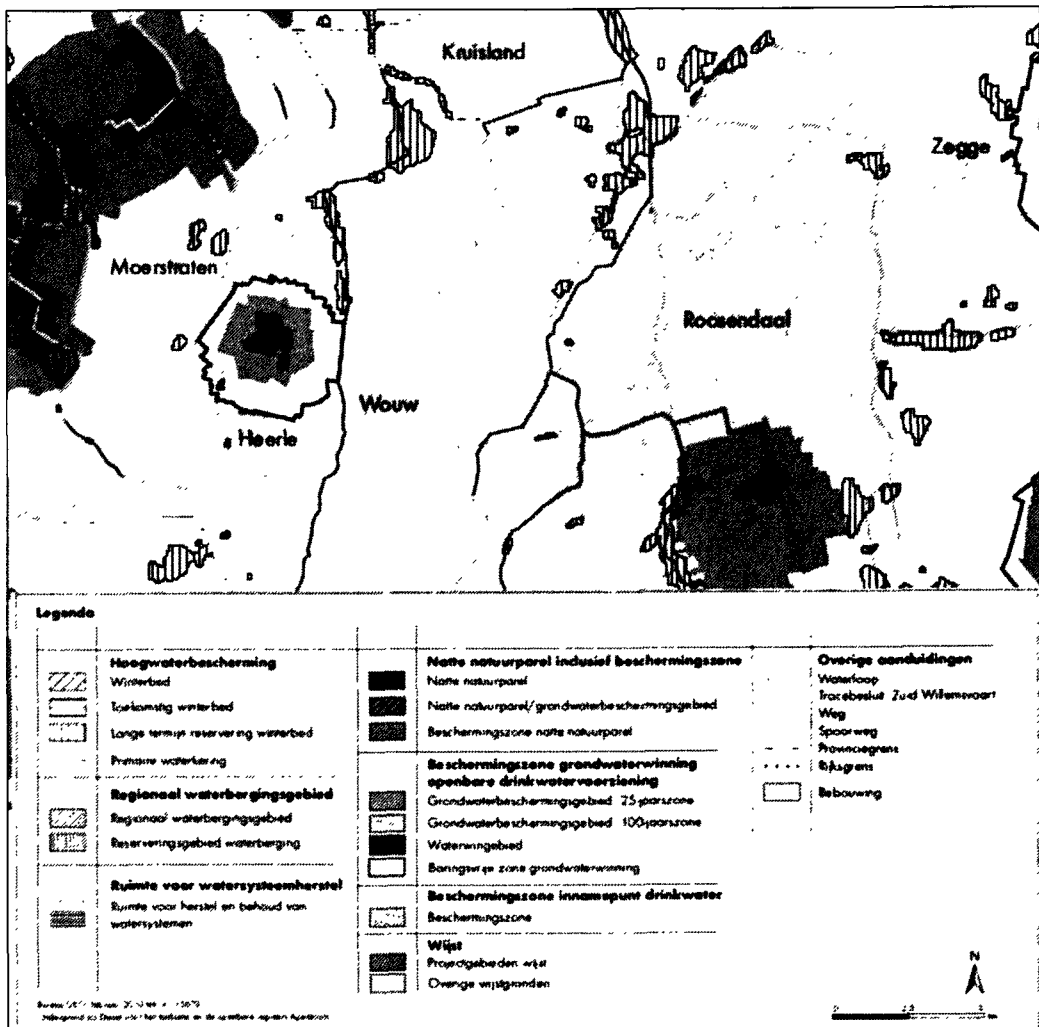 Kruisland
Zegge
Moerstraten
Roosendaal
Wouw
Heerle
Legenda
Hoogwaterbescherming
Winterbed
Toekomstig winterbed
Lange termijn reservering winterbed
Primaire waterkering
Regionaal waterbergingsgebied
Regionaal waterbergingsgebied
Reserveringsgebied waterberging
Ruimte voor watersysteemherstel
Ruimte voor herstel en behoud van
watersystemen
Natte natuurparel inclusief beschermingszone
Natte natuurparel
Natte natuurparel/grondwaterbeschermingsgebied
Beschermingszone natte natuurparel
Beschermingszone grondwaterwinning
openbare drinkwatervoorziening
Grondwaterbeschermingsgebied 25-jaarszone
Grondwaterbeschermingsgebied 100-jaarszone
Waterwingebied
Boringsvrije zone grondwaterwinning
Beschermingszone innamepunt drinkwater
Beschermingszone
Wijst
Projectgebieden wijst
Overige wijstgronden
Overige aanduidingen
Waterloop
Tracebesluit Zuid Willemsvaart
Weg
Spoorweg
Provinciegrens
Rijksgrens
Bebouwing
N